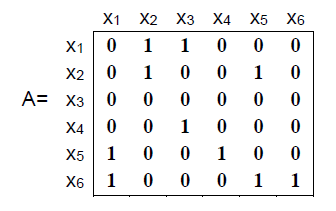 X1 X2 X3 X4 X5 X6
X1 0 1 1 0 0 0
X2 0 1 0 0 1 0
A= X3 0 0 0 0 0 0
X4 0 0 1 0 0 0
X5 1 0 0 1 0 0
X6 1 0 0 0 1 1